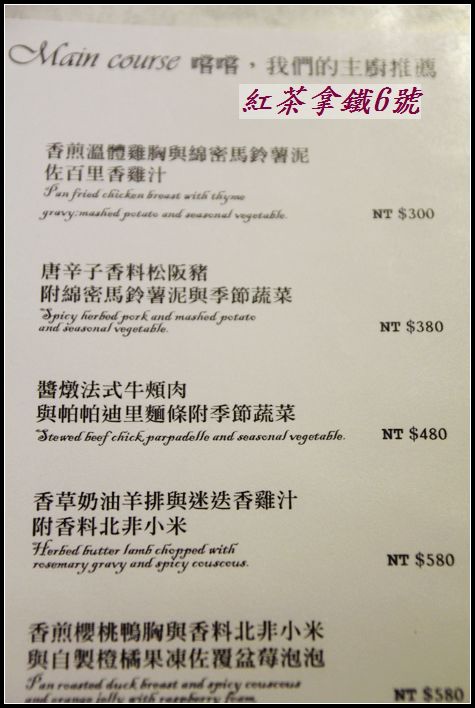 Main course 嚐嚐，我們的主廚推薦
紅茶拿鐵6號
香煎溫體雞胸與綿密馬鈴薯泥
佐百里香雞汁
Pan fried chicken breast with thyme
gravy:mashed potato and seasonal vegetable.
NT $300
唐辛子香料松阪豬
附綿密馬鈴薯泥與季節蔬菜
Spicy herbed pork and mashed potato
and seasonal vegetable.
NT $380
醬燉法式牛頰肉
與帕帕迪里麵條附季節蔬菜
Stewed beef chick,parpadelle and seasonal vegetable.
NT $480
香草奶油羊排與迷迭香雞汁
附香料北非小米
Herbed butter lamb chopped with
rosemary gravy and spicy couscous.
NT $580
香煎櫻桃鴨胸與香料北非小米
與自製橙橘果凍佐覆盆莓泡泡
Pan roasted duck breast and spicy couscous
and orange jelly with raspberry foam.
NT $580